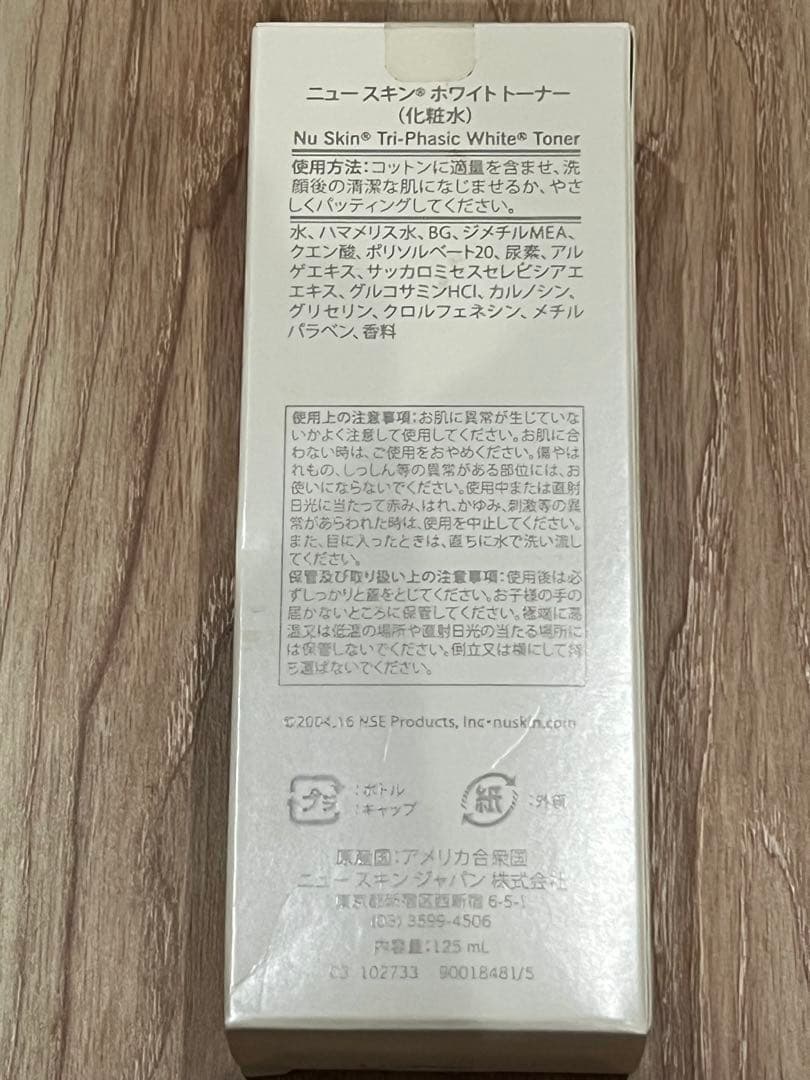 ニュー スキン® ホワイト トーナー
(化粧水)
Nu Skin® Tri-Phasic White® Toner
使用方法:コットンに適量を含ませ、洗
顔後の清潔な肌になじませるか、やさ
しくパッティングしてください。
水、ハマメリス水、BG、ジメチルMEA、
クエン酸、ポリソルベート20、尿素、アル
ゲエキス、サッカロミセスセレビシアエ
エキス、グルコサミンHCl、カルノシン、
グリセリン、クロルフェネシン、メチル
パラベン、香料
使用上の注意事項:お肌に異常が生じていな
いかよく注意して使用してください。お肌に合
わない時は、ご使用をおやめください。傷やは
れもの、しっしん等の異常がある部位には、お
使いにならないでください。使用中または直射
日光に当たって赤み、はれ、かゆみ、刺激等の異
常があらわれた時は、使用を中止してください。
また、目に入ったときは、直ちに水で洗い流し
てください。
保管及び取り扱い上の注意事項:使用後は必
ずしっかりと蓋をとじてください。お子様の手の
届かないところに保管してください。極端に高
温又は低温の場所や直射日光の当たる場所に
は保管しないでください。倒立又は横にして持
ち運ばないでください。
©2004, 16 NSE Products, Inc•nuskin.com
プラ :ボトル
:キャップ
紙 :外箱
原産国:アメリカ合衆国
ニュー スキン ジャパン 株式会社
東京都新宿区西新宿 6-5-1
(03) 3599-4506
内容量:125 mL
03 102733 90018481/5